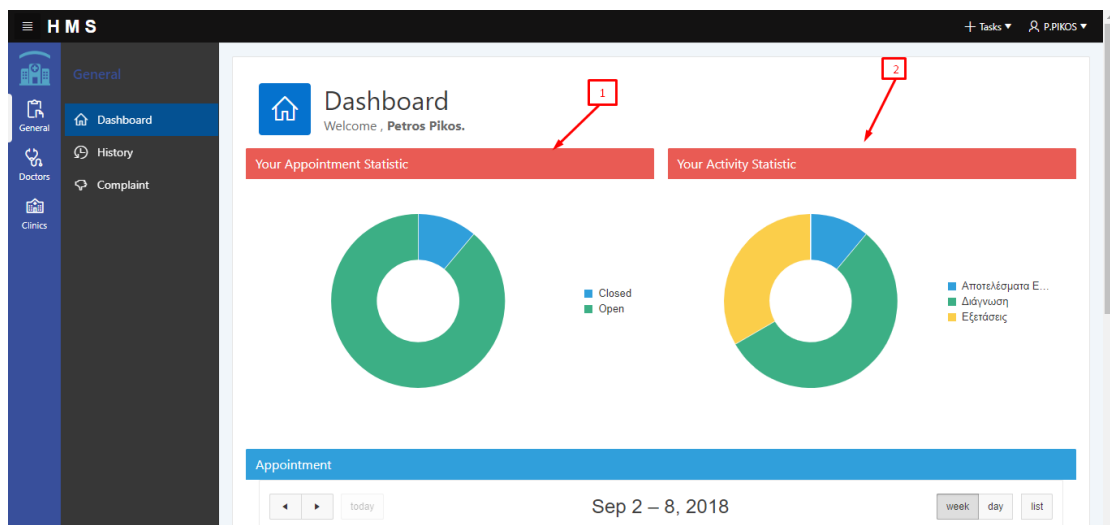 H M S
Tasks
P.PIKOS
General
Dashboard
History
Complaint
General
Doctors
Clinics
1
2
Dashboard
Welcome , Petros Pikos.
Your Appointment Statistic
Your Activity Statistic
Closed
Open
Αποτελέσματα Ε...
Διάγνωση
Εξετάσεις
Appointment
today
Sep 2 – 8, 2018
week
day
list